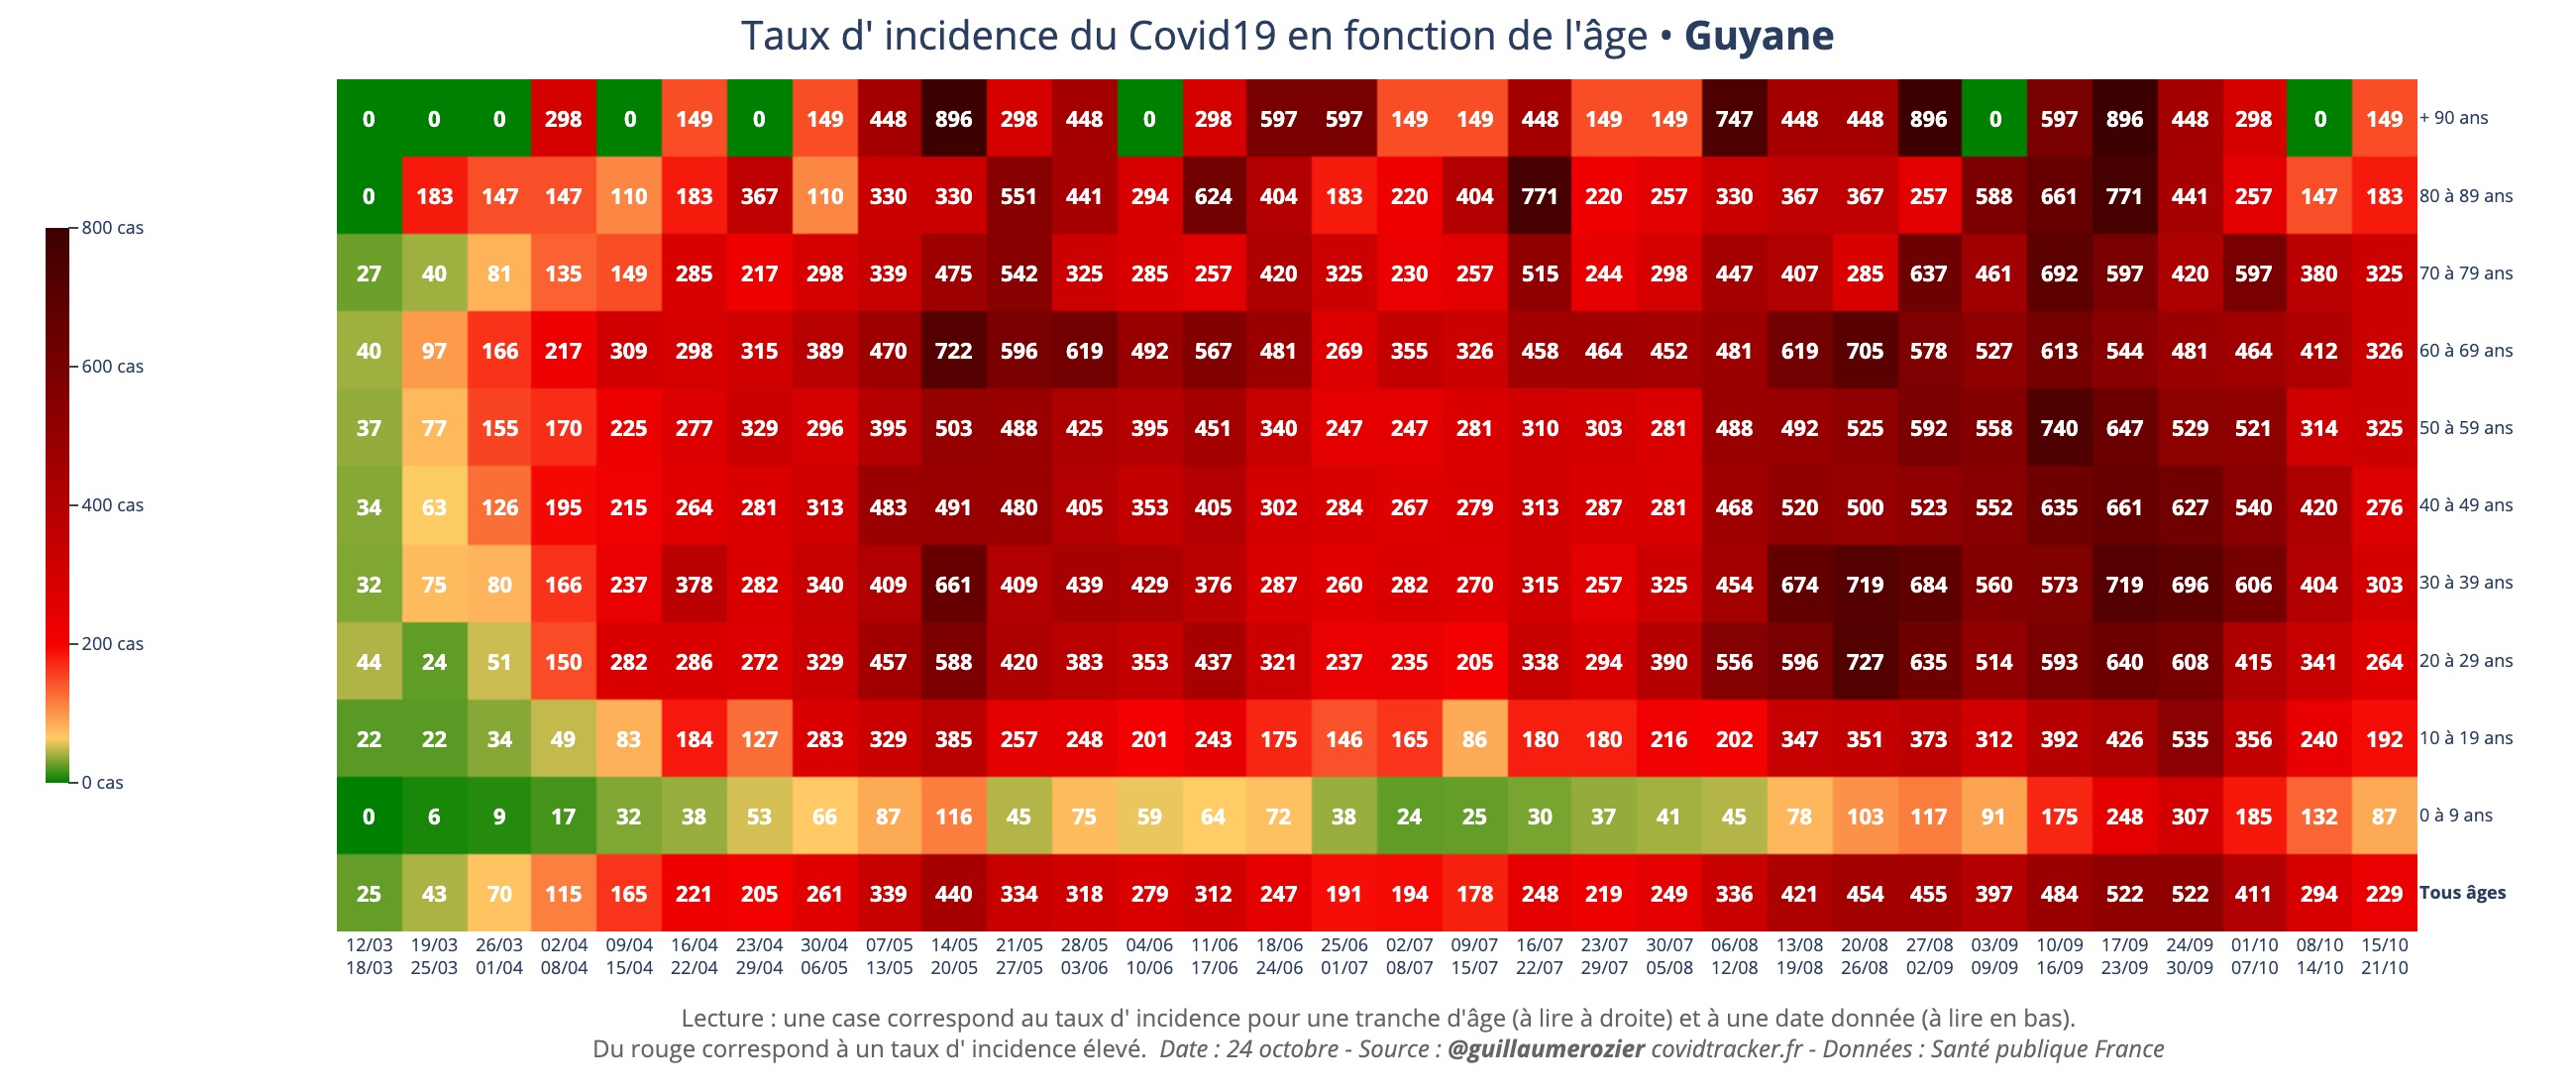 Taux d' incidence du Covid19 en fonction de l'âge • Guyane
800 cas
600 cas
400 cas
200 cas
0 cas
0 0 0 298 0 149 0 149 448 896 298 448 0 298 597 597 149 149 448 149 149 747 448 448 896 0 597 896 448 298 0 149 + 90 ans
0 183 147 147 110 183 367 110 330 330 551 441 294 624 404 183 220 404 771 220 257 330 367 367 257 588 661 771 441 257 147 183 80 à 89 ans
27 40 81 135 149 285 217 298 339 475 542 325 285 257 420 325 230 257 515 244 298 447 407 285 637 461 692 597 420 597 380 325 70 à 79 ans
40 97 166 217 309 298 315 389 470 722 596 619 492 567 481 269 355 326 458 464 452 481 619 705 578 527 613 544 481 464 412 326 60 à 69 ans
37 77 155 170 225 277 329 296 395 503 488 425 395 451 340 247 247 281 310 303 281 488 492 525 592 558 740 647 529 521 314 325 50 à 59 ans
34 63 126 195 215 264 281 313 483 491 480 405 353 405 302 284 267 279 313 287 281 468 520 500 523 552 635 661 627 540 420 276 40 à 49 ans
32 75 80 166 237 378 282 340 409 661 409 439 429 376 287 260 282 270 315 257 325 454 674 719 684 560 573 719 696 606 404 303 30 à 39 ans
44 24 51 150 282 286 272 329 457 588 420 383 353 437 321 237 235 205 338 294 390 556 596 727 635 514 593 640 608 415 341 264 20 à 29 ans
22 22 34 49 83 184 127 283 329 385 257 248 201 243 175 146 165 86 180 180 216 202 347 351 373 312 392 426 535 356 240 192 10 à 19 ans
0 6 9 17 32 38 53 66 87 116 45 75 59 64 72 38 24 25 30 37 41 45 78 103 117 91 175 248 307 185 132 87 0 à 9 ans
25 43 70 115 165 221 205 261 339 440 334 318 279 312 247 191 194 178 248 219 249 336 421 454 455 397 484 522 522 411 294 229 Tous âges
12/03 19/03 26/03 02/04 09/04 16/04 23/04 30/04 07/05 14/05 21/05 28/05 04/06 11/06 18/06 25/06 02/07 09/07 16/07 23/07 30/07 06/08 13/08 20/08 27/08 03/09 10/09 17/09 24/09 01/10 08/10 15/10
18/03 25/03 01/04 08/04 15/04 22/04 29/04 06/05 13/05 20/05 27/05 03/06 10/06 17/06 24/06 01/07 08/07 15/07 22/07 29/07 05/08 12/08 19/08 26/08 02/09 09/09 16/09 23/09 30/09 07/10 14/10 21/10
Lecture : une case correspond au taux d' incidence pour une tranche d'âge (à lire à droite) et à une date donnée (à lire en bas).
Du rouge correspond à un taux d' incidence élevé. Date : 24 octobre - Source : @guillaumerozier covidtracker.fr - Données : Santé publique France